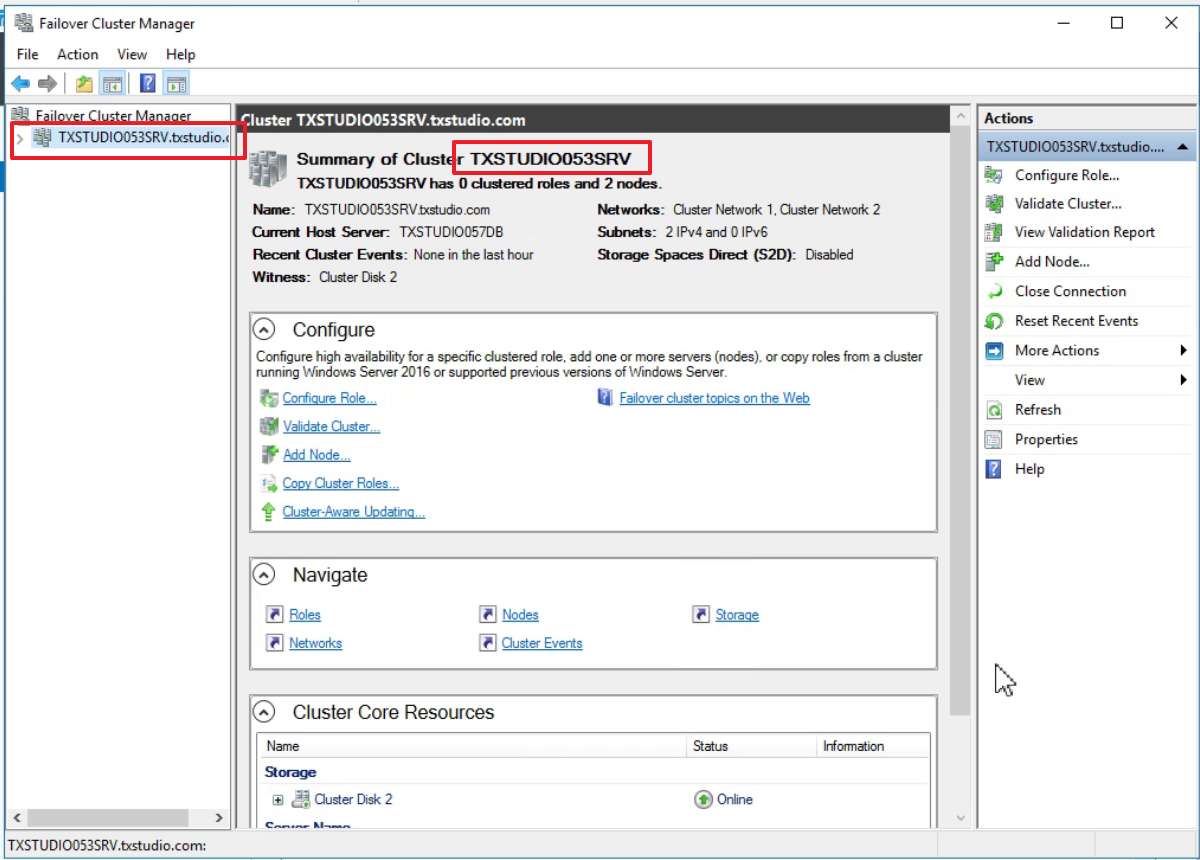 Failover Cluster Manager
File Action View Help
Failover Cluster Manager
TXSTUDIO053SRV.txstudio.c
Cluster TXSTUDIO053SRV.txstudio.com
Summary of Cluster TXSTUDIO053SRV
TXSTUDIO053SRV has 0 clustered roles and 2 nodes.
Name: TXSTUDIO053SRV.txstudio.com
Networks: Cluster Network 1, Cluster Network 2
Current Host Server: TXSTUDIO057DB
Subnets: 2 IPv4 and 0 IPv6
Recent Cluster Events: None in the last hour
Storage Spaces Direct (S2D): Disabled
Witness: Cluster Disk 2
Configure
Configure high availability for a specific clustered role, add one or more servers (nodes), or copy roles from a cluster
running Windows Server 2016 or supported previous versions of Windows Server.
Configure Role...
Failover cluster topics on the Web
Validate Cluster...
Add Node...
Copy Cluster Roles...
Cluster-Aware Updating...
Navigate
Roles
Nodes
Storage
Networks
Cluster Events
Cluster Core Resources
Name Status Information
Storage
Cluster Disk 2 Online
Server Name
Actions
TXSTUDIO053SRV.txstudio....
Configure Role...
Validate Cluster...
View Validation Report
Add Node...
Close Connection
Reset Recent Events
More Actions
View
Refresh
Properties
Help
TXSTUDIO053SRV.txstudio.com: